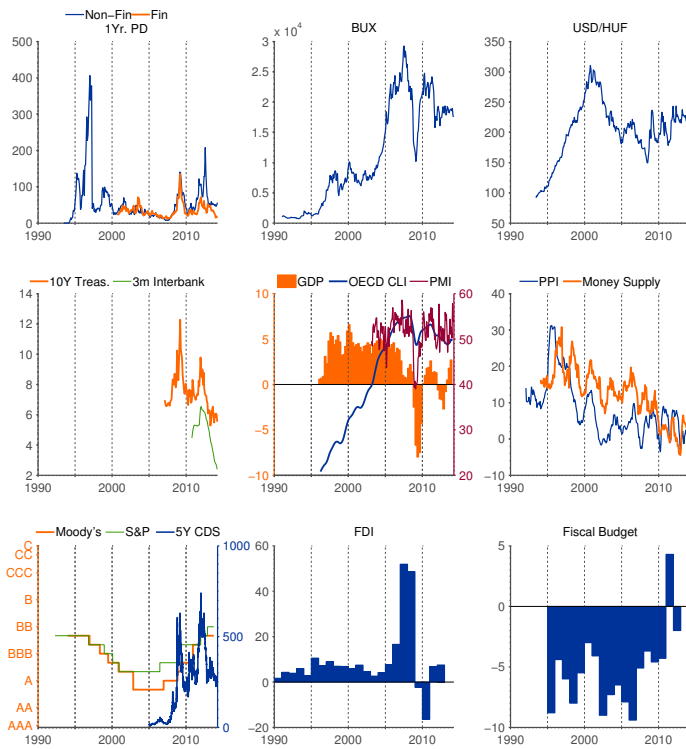 Non-Fin Fin
1Yr. PD
500
400
300
200
100
0
1990 2000 2010
BUX
3 x 10^4
2.5
2
1.5
1
0.5
0
1990 2000 2010
USD/HUF
350
300
250
200
150
100
50
1990 2000 2010
10Y Treas. 3m Interbank
14
12
10
8
6
4
2
1990 2000 2010
GDP OECD CLI PMI
10 60
5 50
0 40
−5 30
−10 20
1990 2000 2010
PPI Money Supply
40
30
20
10
0
−10
1990 2000 2010
Moody's S&P 5Y CDS
C 1000
CC
CCC
B
BB 500
BBB
A
AA
AAA 0
1990 2000 2010
FDI
60
40
20
0
−20
1990 2000 2010
Fiscal Budget
5
0
−5
−10
1990 2000 2010